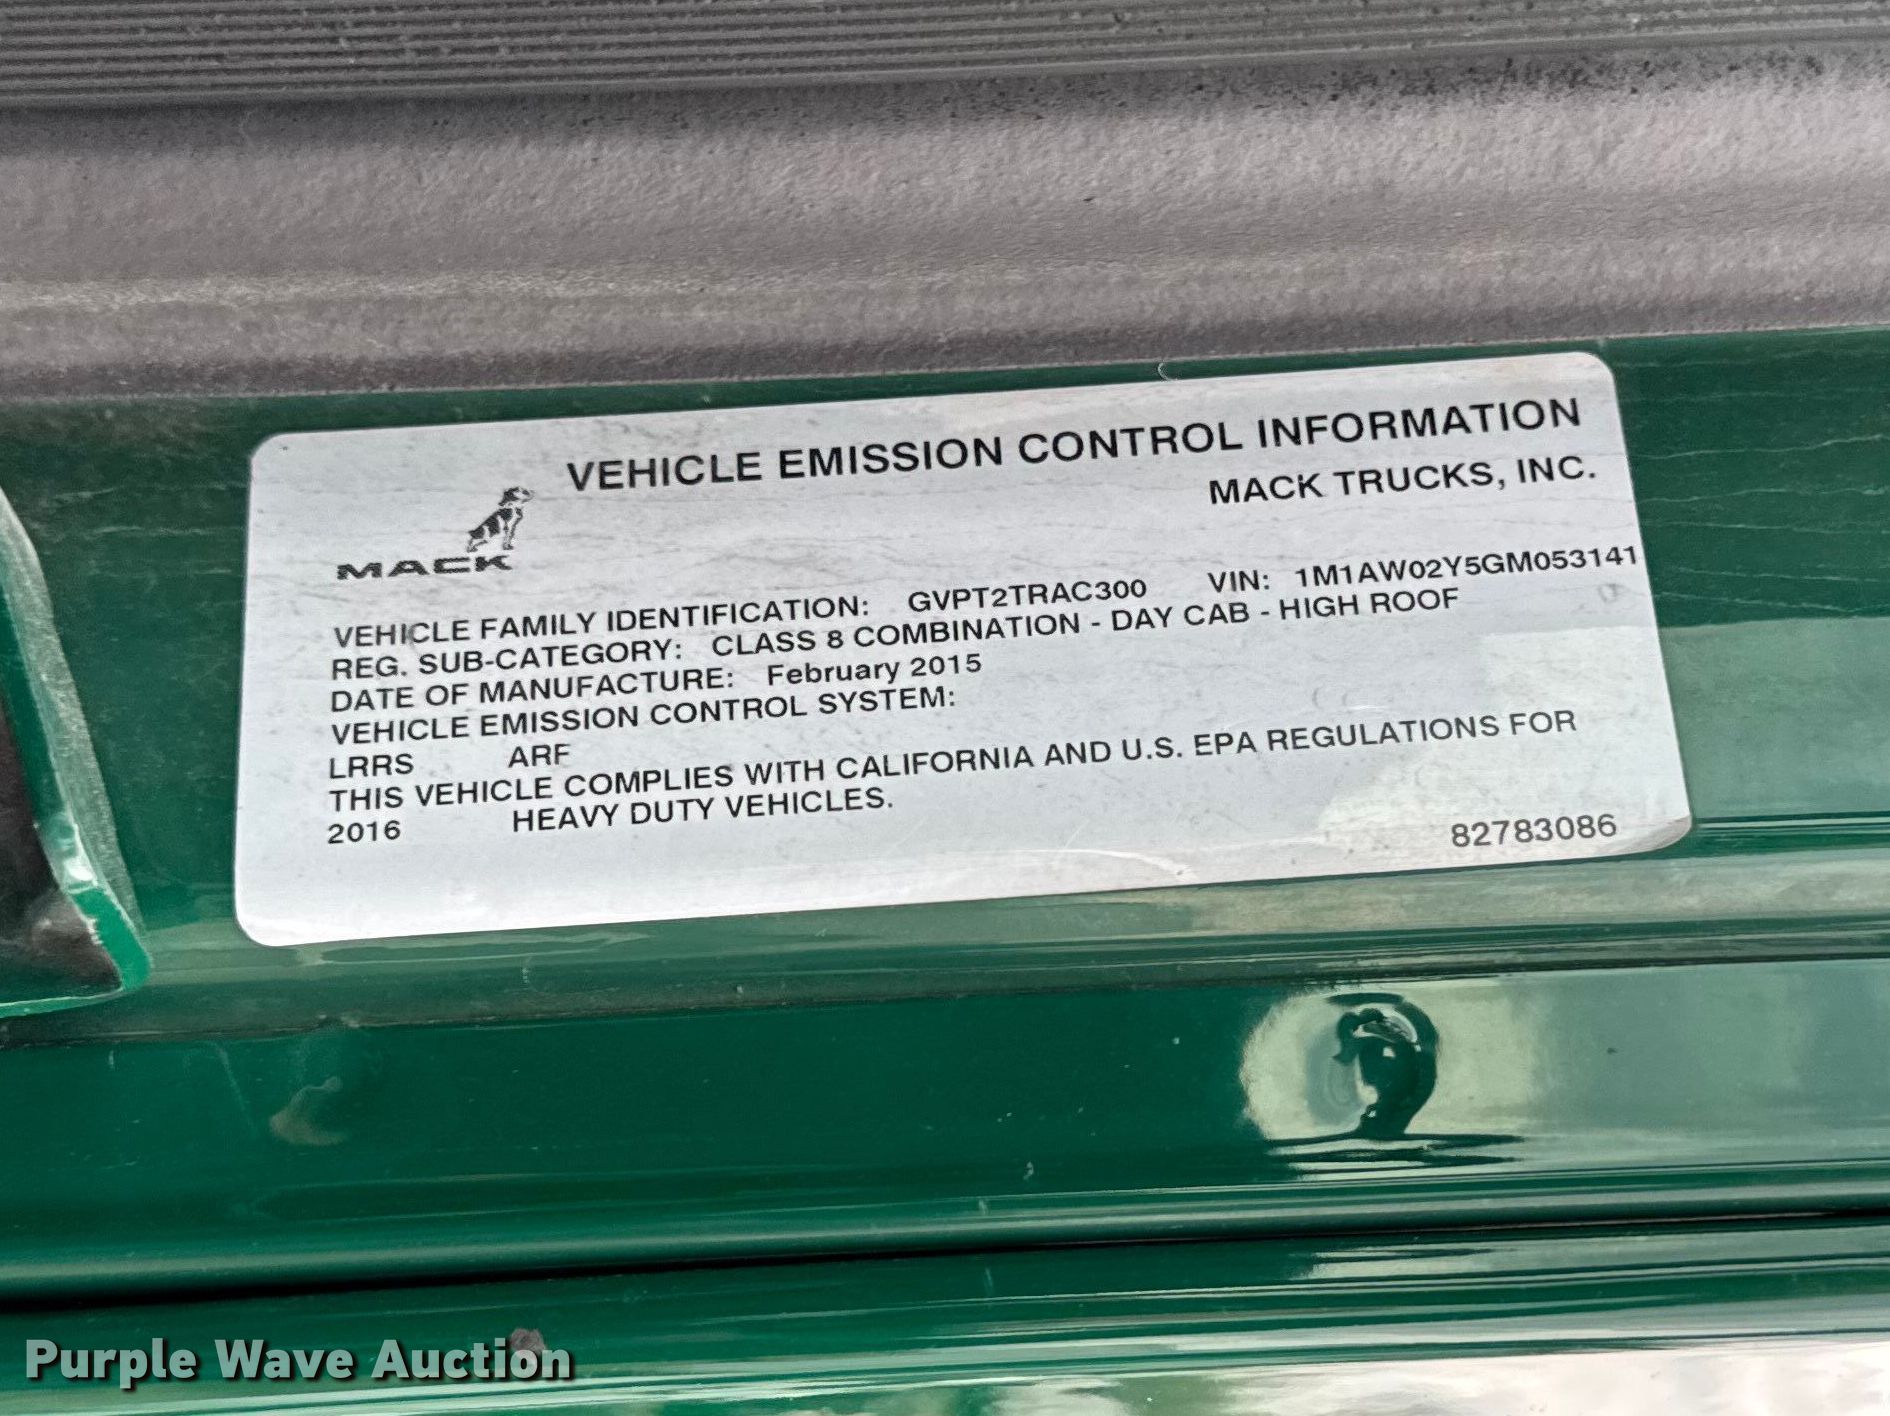 VEHICLE EMISSION CONTROL INFORMATION
MACK TRUCKS, INC.
MACK
VEHICLE FAMILY IDENTIFICATION: GVPT2TRAC300 VIN: 1M1AW02Y5GM053141
REG. SUB-CATEGORY: CLASS 8 COMBINATION - DAY CAB - HIGH ROOF
DATE OF MANUFACTURE: February 2015
VEHICLE EMISSION CONTROL SYSTEM:
LRRS ARF
THIS VEHICLE COMPLIES WITH CALIFORNIA AND U.S. EPA REGULATIONS FOR
2016 HEAVY DUTY VEHICLES.
82783086
Purple Wave Auction